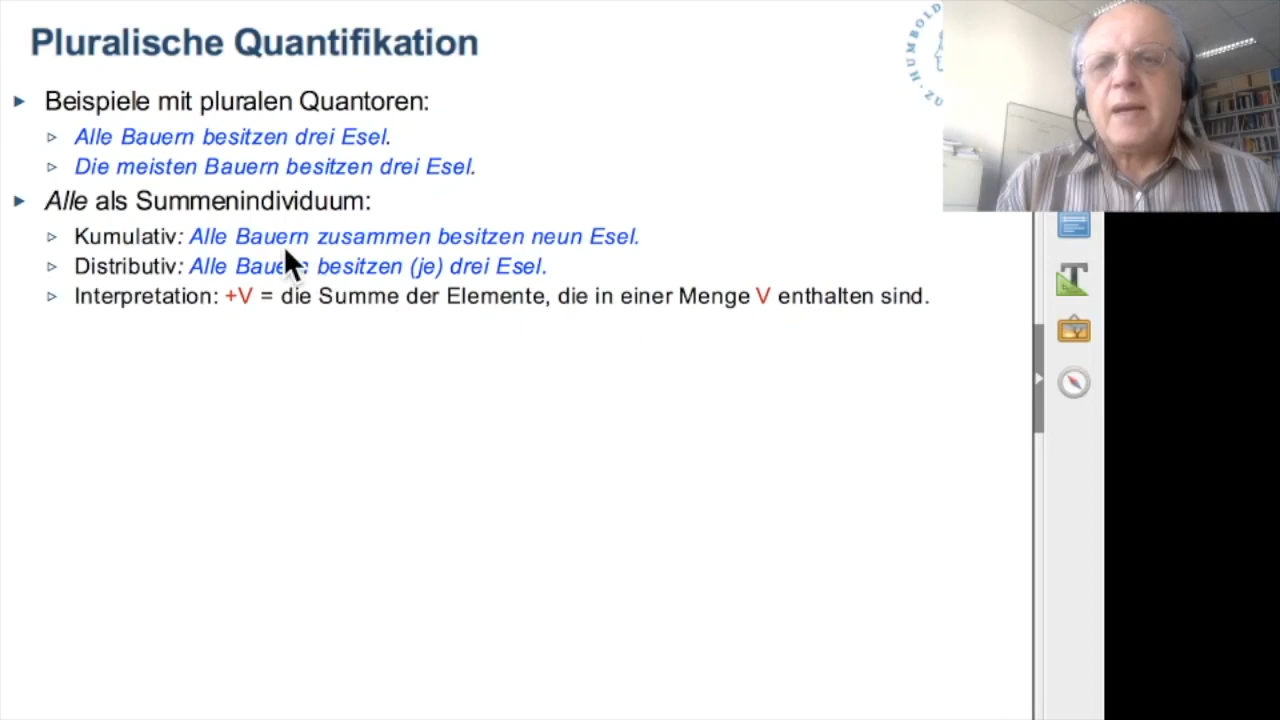 Pluralische Quantifikation
▸ Beispiele mit pluralen Quantoren:
▹ Alle Bauern besitzen drei Esel.
▹ Die meisten Bauern besitzen drei Esel.
▸ Alle als Summenindividuum:
▹ Kumulativ: Alle Bauern zusammen besitzen neun Esel.
▹ Distributiv: Alle Bauern besitzen (je) drei Esel.
▹ Interpretation: +V = die Summe der Elemente, die in einer Menge V enthalten sind.
HUMBOLD
UZ